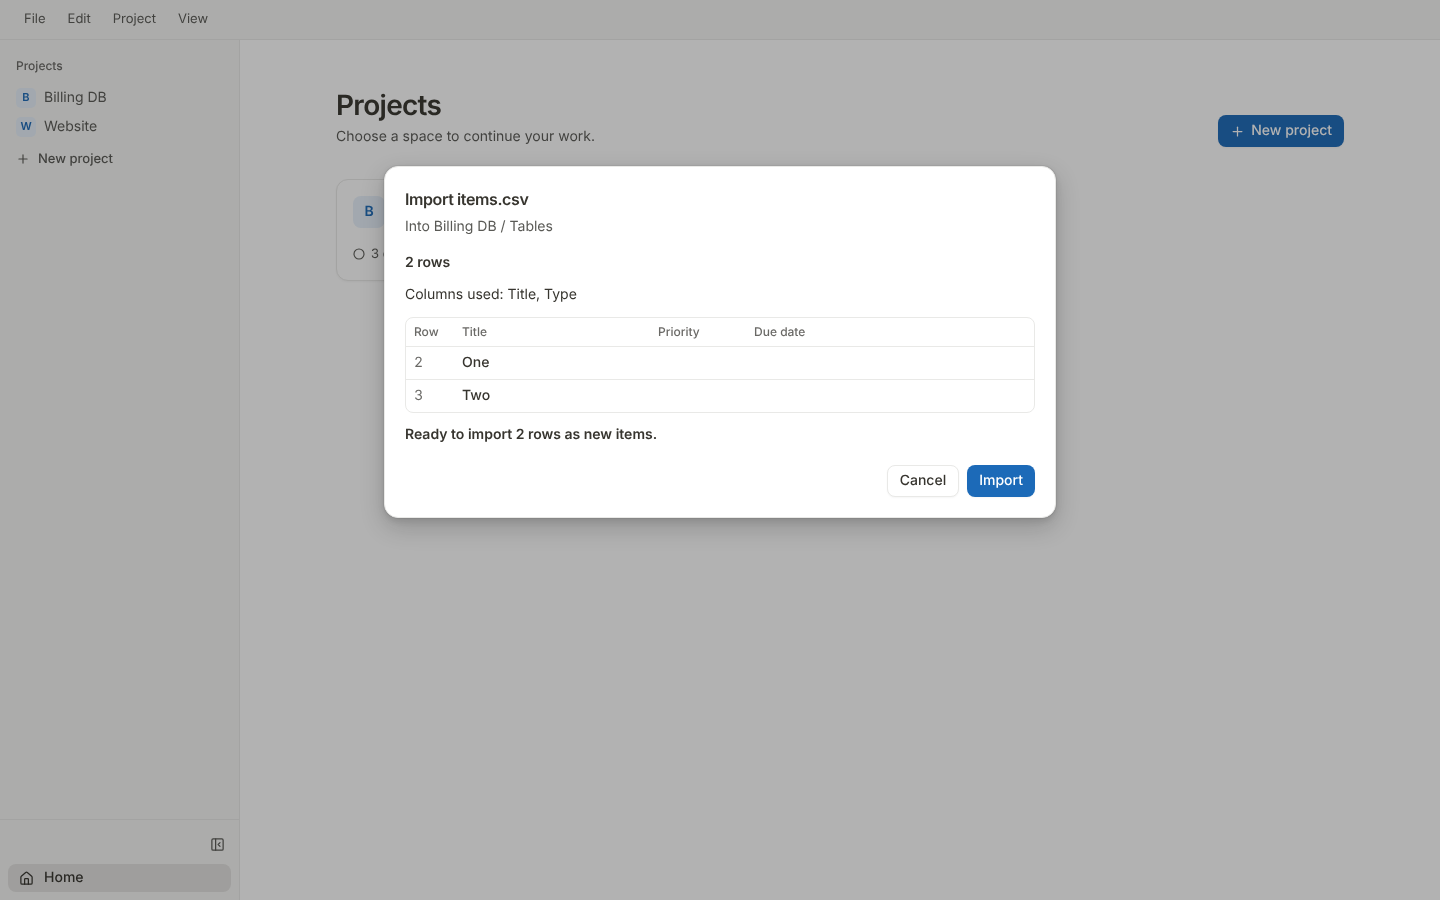 File Edit Project View
Projects
B Billing DB
W Website
New project
Home
Projects
Choose a space to continue your work.
New project
B
3
Import items.csv
Into Billing DB / Tables
2 rows
Columns used: Title, Type
Row Title Priority Due date
2 One
3 Two
Ready to import 2 rows as new items.
Cancel Import